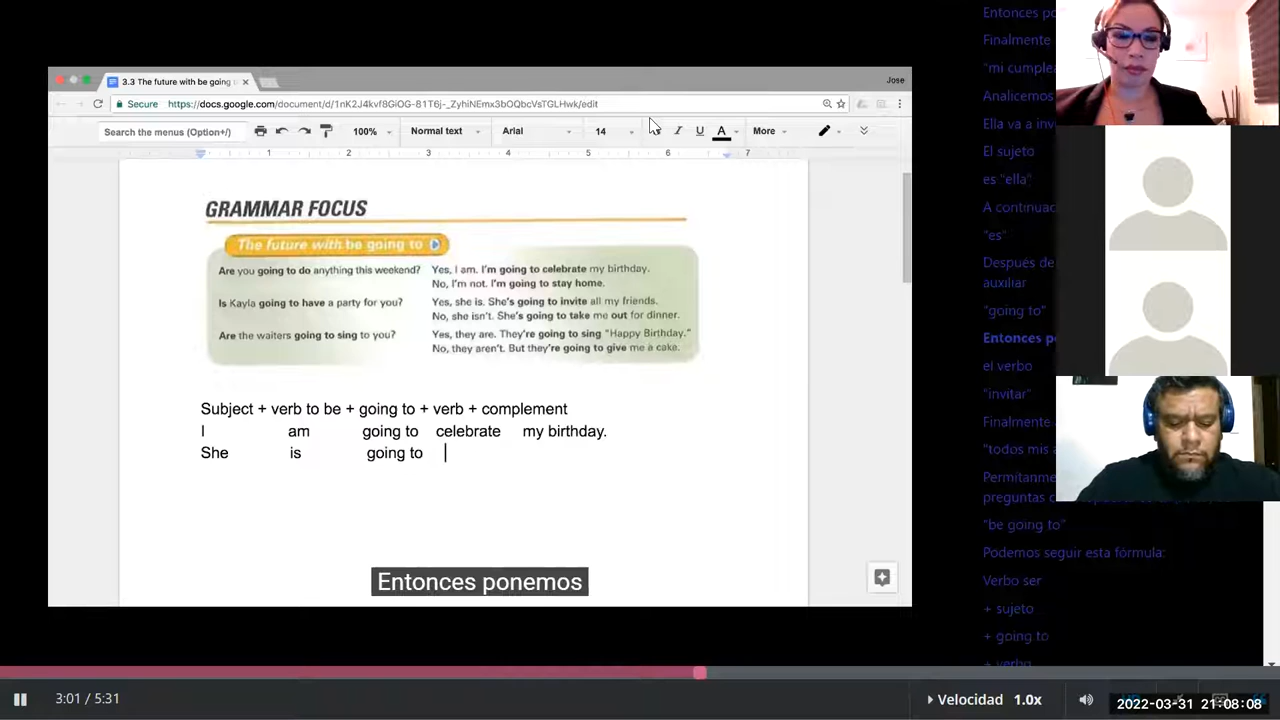 3.3 The future with be going
Jose
Secure
https://docs.google.com/document/d/1nK2J4kvf8GiOG-81T6j-_ZyhiNEmx3bOQbcVsTGLHwk/edit
Search the menus (Option+/)
100%
Normal text
Arial
14
A
More
1 2 3 4 5 6 7
GRAMMAR FOCUS
The future with be going to
Are you going to do anything this weekend?
Yes, I am. I'm going to celebrate my birthday.
No, I'm not. I'm going to stay home.
Is Kayla going to have a party for you?
Yes, she is. She's going to invite all my friends.
No, she isn't. She's going to take me out for dinner.
Are the waiters going to sing to you?
Yes, they are. They're going to sing "Happy Birthday."
No, they aren't. But they're going to give me a cake.
Subject + verb to be + going to + verb + complement
I am going to celebrate my birthday.
She is going to
Entonces ponemos
Entonces
Finalmente
"mi
Analicemos
Ella va a
El sujeto
es "ella"
A
"es"
Después de
auxiliar
"going to"
Entonces
el verbo
"invitar"
Finalmente
"todos mis
preguntas
"be going to"
Podemos seguir esta fórmula:
Verbo ser
+ sujeto
+ going to
+ verbo
3:01 / 5:31
Velocidad 1.0x
2022-03-31 21:08:08